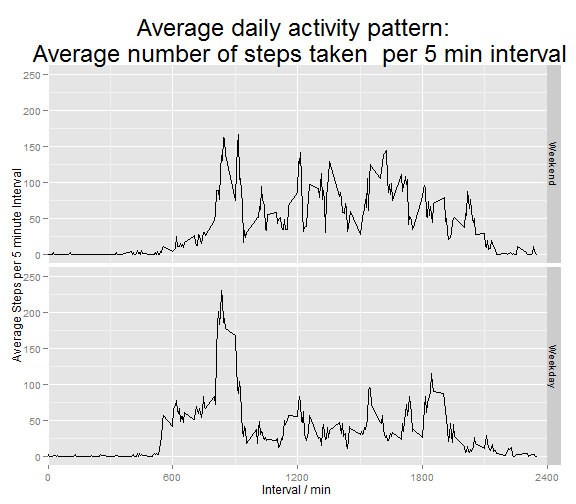 Average daily activity pattern:
Average number of steps taken  per 5 min interval
Average Steps per 5 minute Interval
250
200
150
100
50
0
Weekend
250
200
150
100
50
0
Weekday
0
600
1200
1800
2400
Interval / min